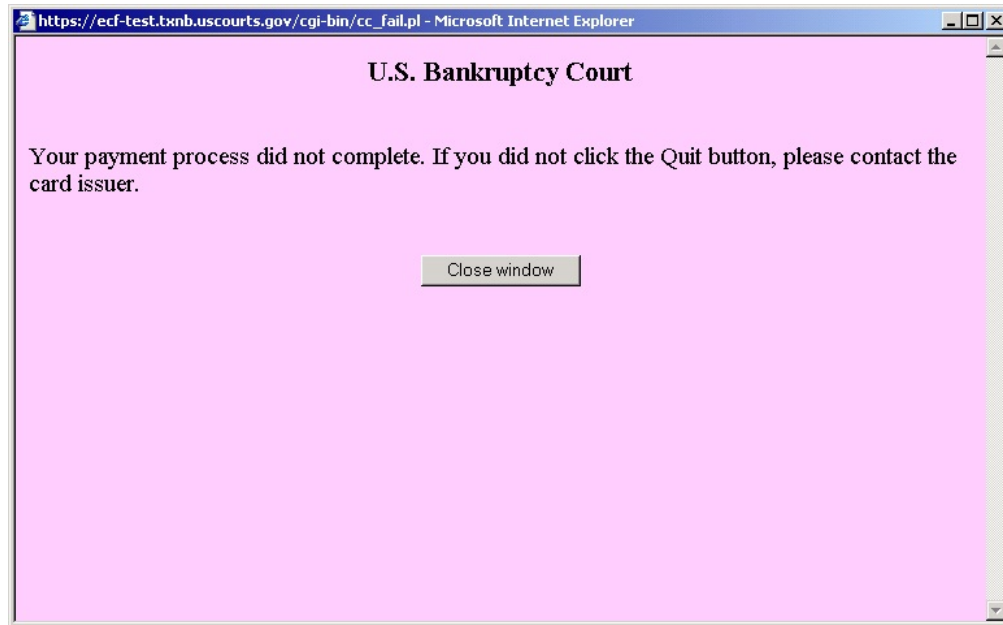 https://ecf-test.txnb.uscourts.gov/cgi-bin/cc_fail.pl - Microsoft Internet Explorer
U.S. Bankruptcy Court
Your payment process did not complete. If you did not click the Quit button, please contact the
card issuer.
Close window